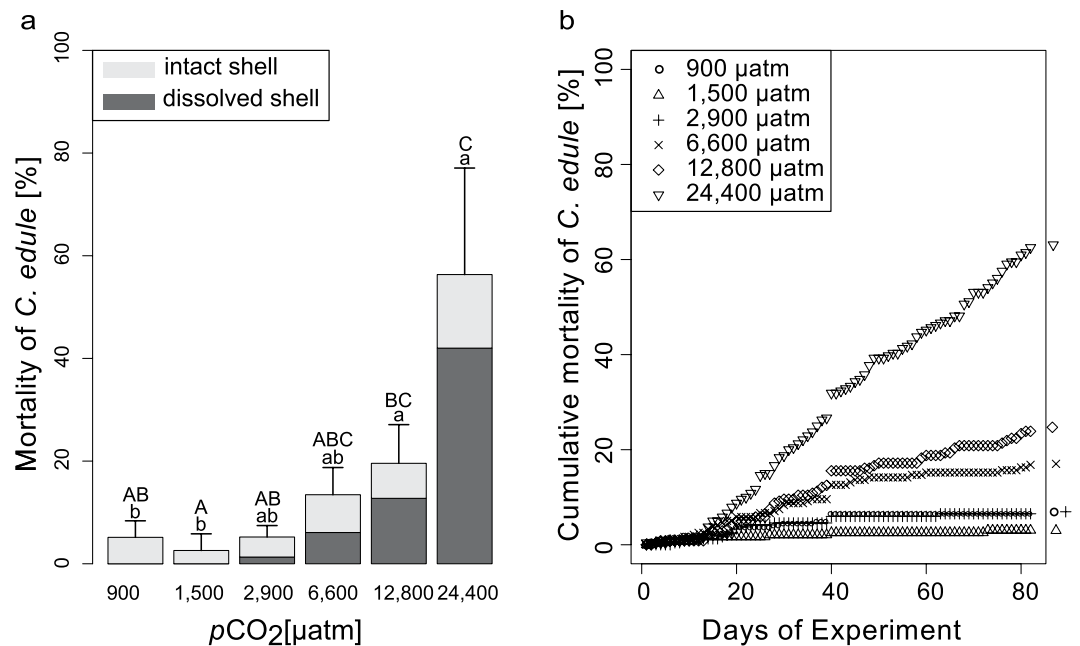 a
Mortality of C. edule [%]
0
20
40
60
80
100
intact shell
dissolved shell
AB
b
A
b
AB
ab
ABC
ab
BC
a
C
a
900
1,500
2,900
6,600
12,800
24,400
pCO2[µatm]
b
Cumulative mortality of C. edule [%]
0
20
40
60
80
100
900 µatm
1,500 µatm
2,900 µatm
6,600 µatm
12,800 µatm
24,400 µatm
0
20
40
60
80
Days of Experiment